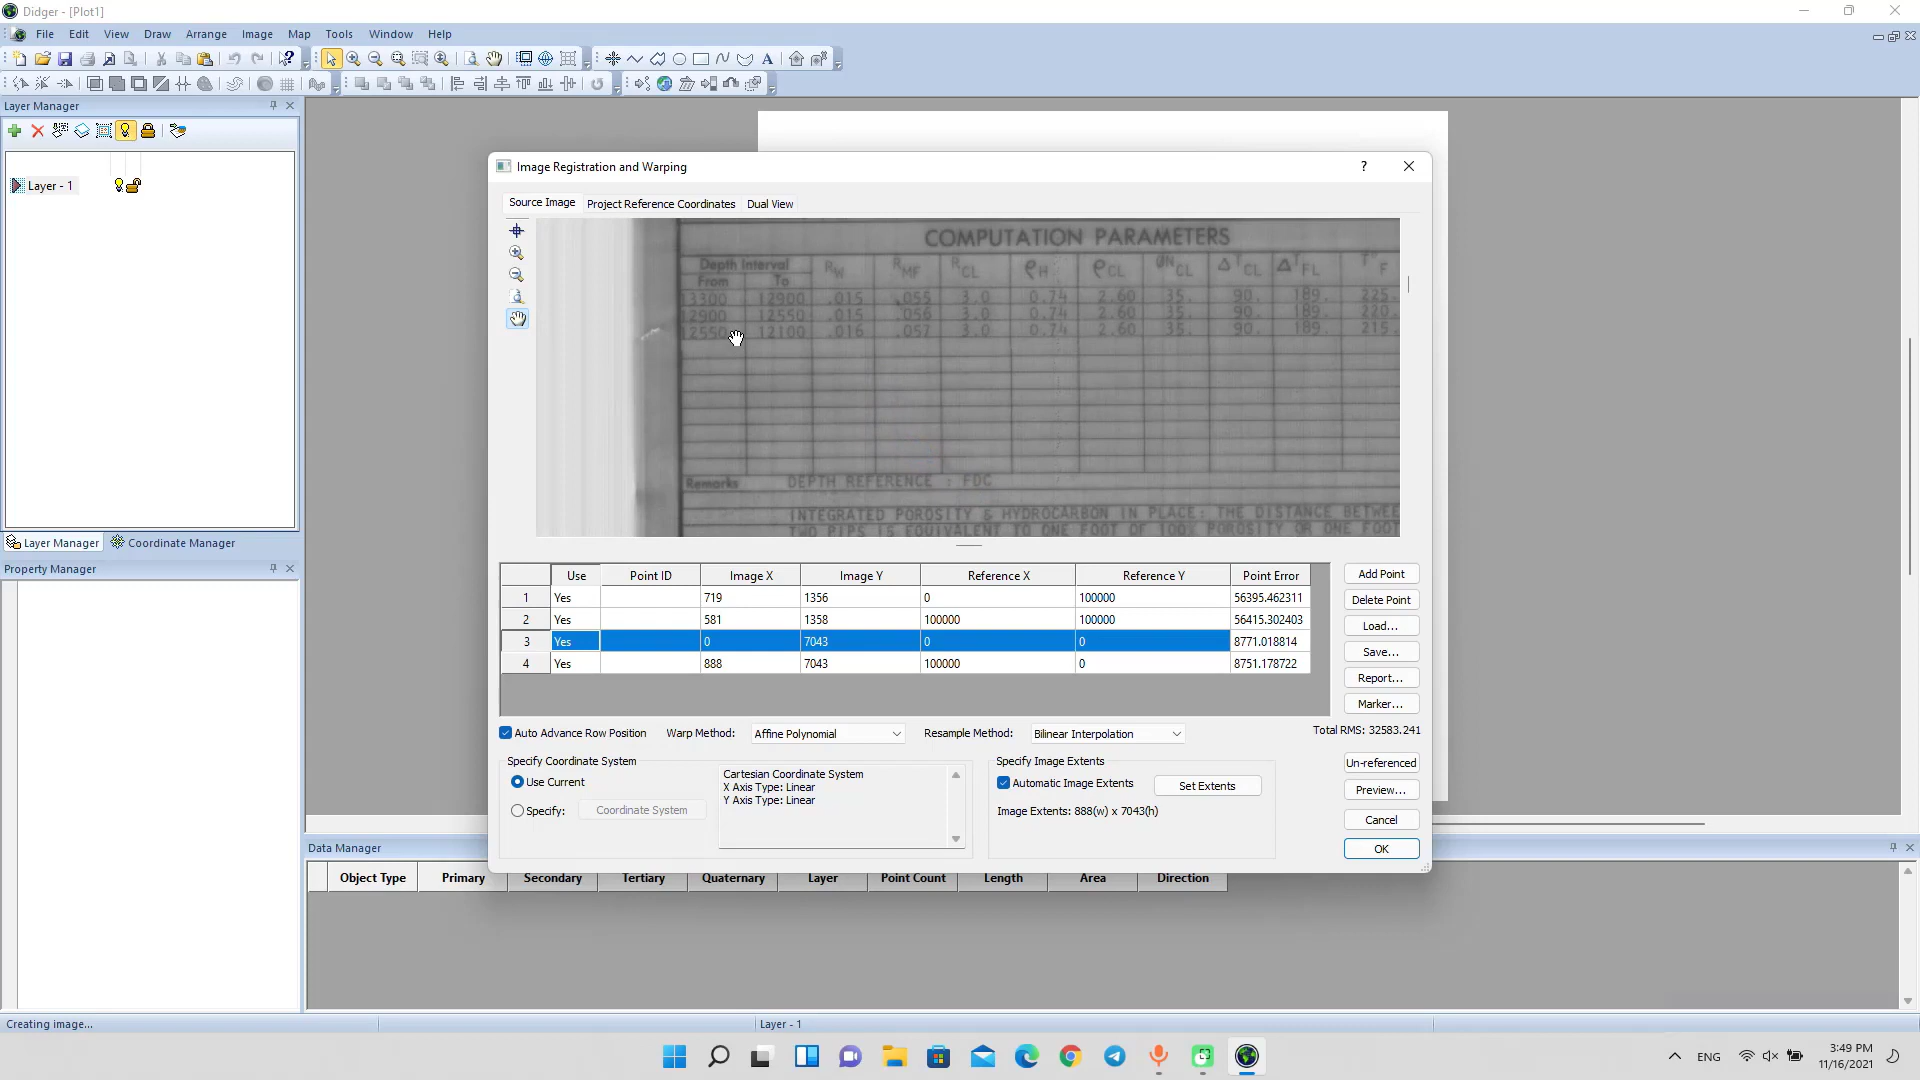 Didger - [Plot1]
File Edit View Draw Arrange Image Map Tools Window Help
Layer Manager
Layer - 1
Layer Manager Coordinate Manager
Property Manager
Image Registration and Warping
Source Image Project Reference Coordinates Dual View
COMPUTATION PARAMETERS
Depth Interval RW RMF RCL ρH ρCL ØNCL ΔTCL ΔTFL T°F
From To
13300 12900 .015 .055 3.0 0.74 2.60 35. 90. 189. 225.
12900 12550 .015 .056 3.0 0.74 2.60 35. 90. 189. 220.
12550 12100 .016 .057 3.0 0.74 2.60 35. 90. 189. 215.
Remarks DEPTH REFERENCE : FDC
INTEGRATED POROSITY & HYDROCARBON IN PLACE: THE DISTANCE BETWEE
TWO PIPS IS EQUIVALENT TO ONE FOOT OF 100% POROSITY OR ONE FOOT
Use Point ID Image X Image Y Reference X Reference Y Point Error
1 Yes 719 1356 0 100000 56395.462311
2 Yes 581 1358 100000 100000 56415.302403
3 Yes 0 7043 0 0 8771.018814
4 Yes 888 7043 100000 0 8751.178722
Add Point
Delete Point
Load...
Save...
Report...
Marker...
Auto Advance Row Position Warp Method: Affine Polynomial Resample Method: Bilinear Interpolation Total RMS: 32583.241
Specify Coordinate System
Use Current
Specify: Coordinate System
Cartesian Coordinate System
X Axis Type: Linear
Y Axis Type: Linear
Specify Image Extents
Automatic Image Extents Set Extents
Image Extents: 888(w) x 7043(h)
Un-referenced
Preview...
Cancel
OK
Data Manager
Object Type Primary Secondary Tertiary Quaternary Layer Point Count Length Area Direction
Creating image... Layer - 1
ENG 3:49 PM
11/16/2021